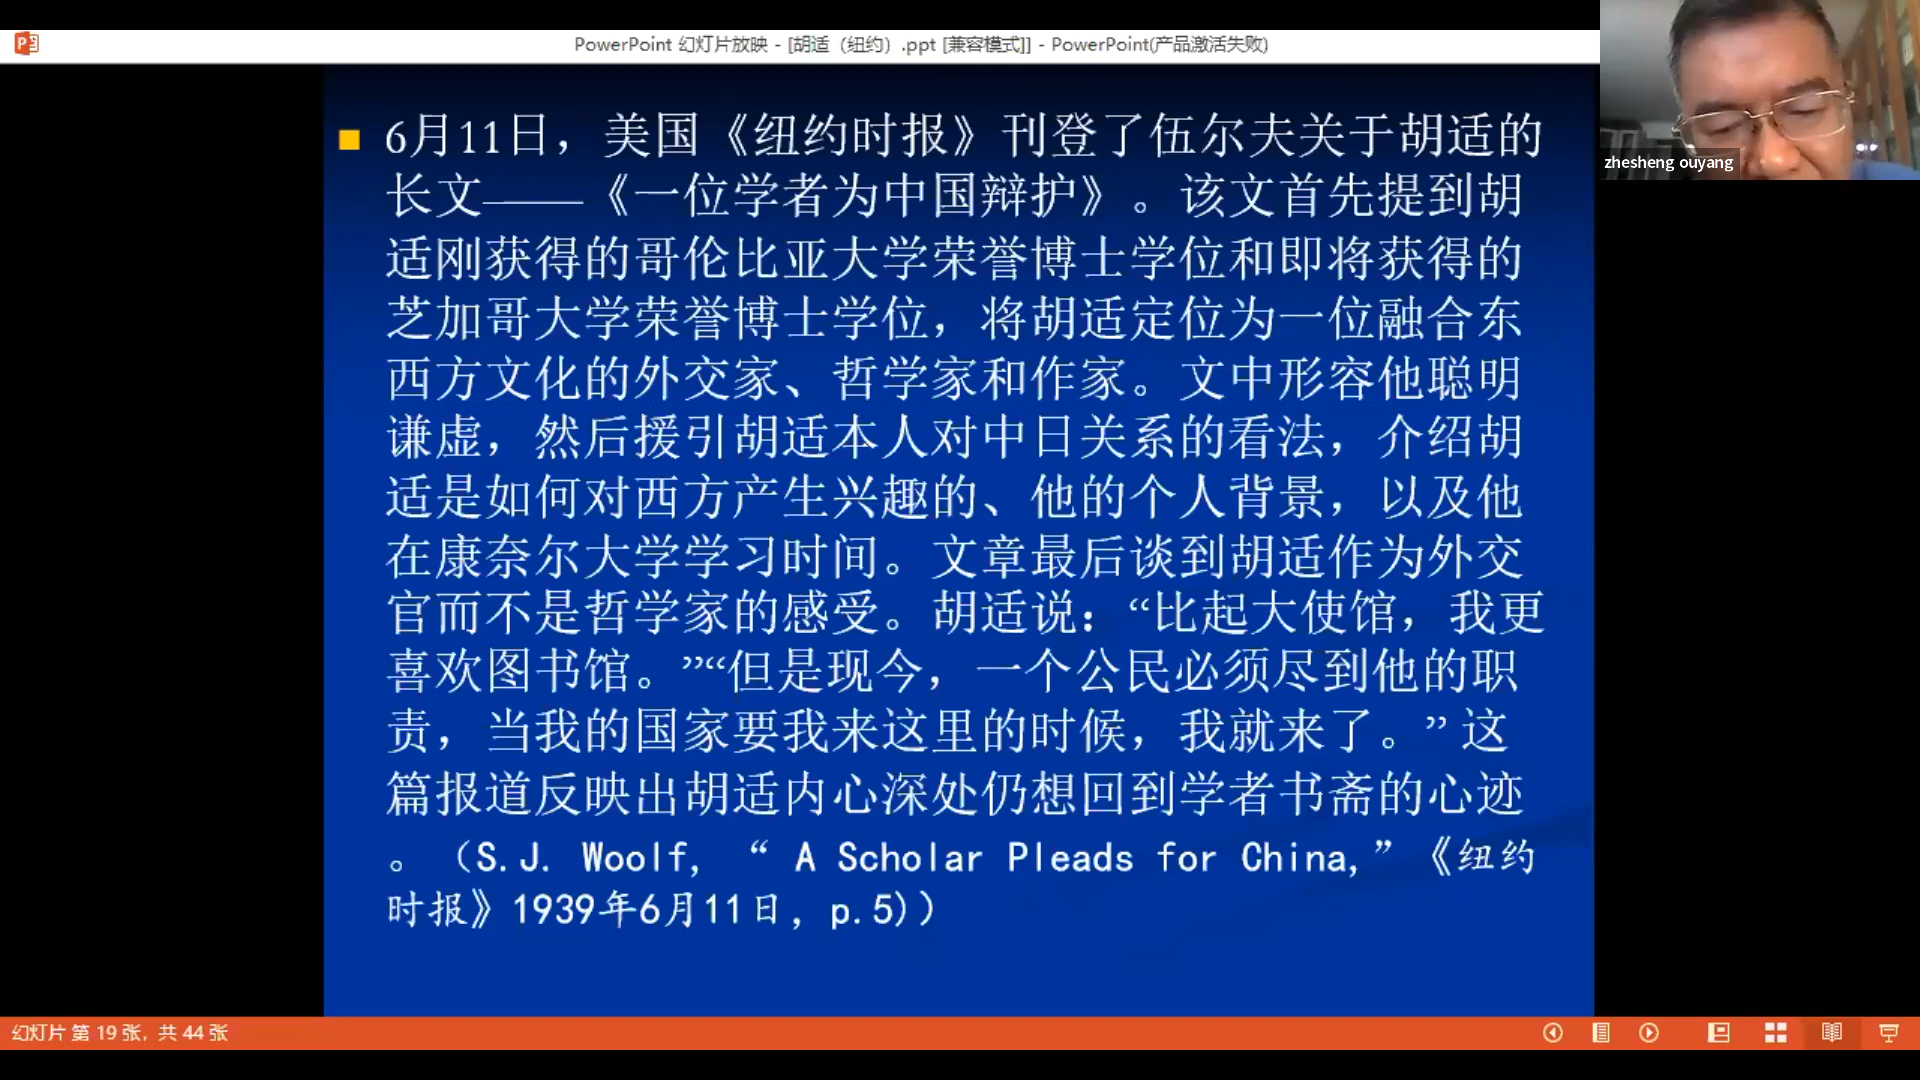 PowerPoint 幻灯片放映 - [胡适（纽约）.ppt [兼容模式]] - PowerPoint(产品激活失败)
zhesheng ouyang
6月11日，美国《纽约时报》刊登了伍尔夫关于胡适的
长文——《一位学者为中国辩护》。该文首先提到胡
适刚获得的哥伦比亚大学荣誉博士学位和即将获得的
芝加哥大学荣誉博士学位，将胡适定位为一位融合东
西方文化的外交家、哲学家和作家。文中形容他聪明
谦虚，然后援引胡适本人对中日关系的看法，介绍胡
适是如何对西方产生兴趣的、他的个人背景，以及他
在康奈尔大学学习时间。文章最后谈到胡适作为外交
官而不是哲学家的感受。胡适说：“比起大使馆，我更
喜欢图书馆。”“但是现今，一个公民必须尽到他的职
责，当我的国家要我来这里的时候，我就来了。” 这
篇报道反映出胡适内心深处仍想回到学者书斋的心迹
。（S.J. Woolf, “ A Scholar Pleads for China,” 《纽约
时报》1939年6月11日, p.5)）
幻灯片 第 19 张，共 44 张